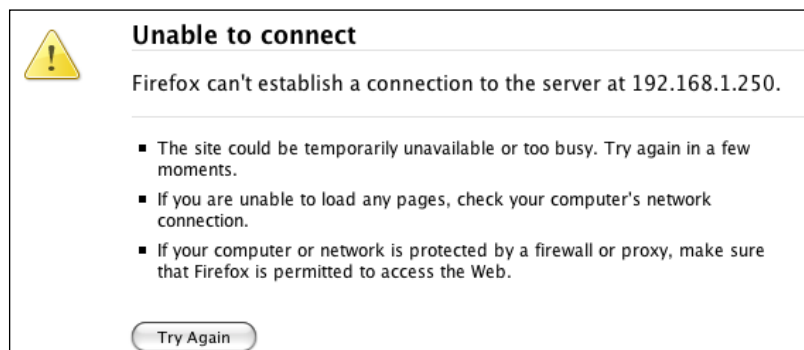 Unable to connect
Firefox can't establish a connection to the server at 192.168.1.250.
▪ The site could be temporarily unavailable or too busy. Try again in a few
moments.
▪ If you are unable to load any pages, check your computer's network
connection.
▪ If your computer or network is protected by a firewall or proxy, make sure
that Firefox is permitted to access the Web.
Try Again